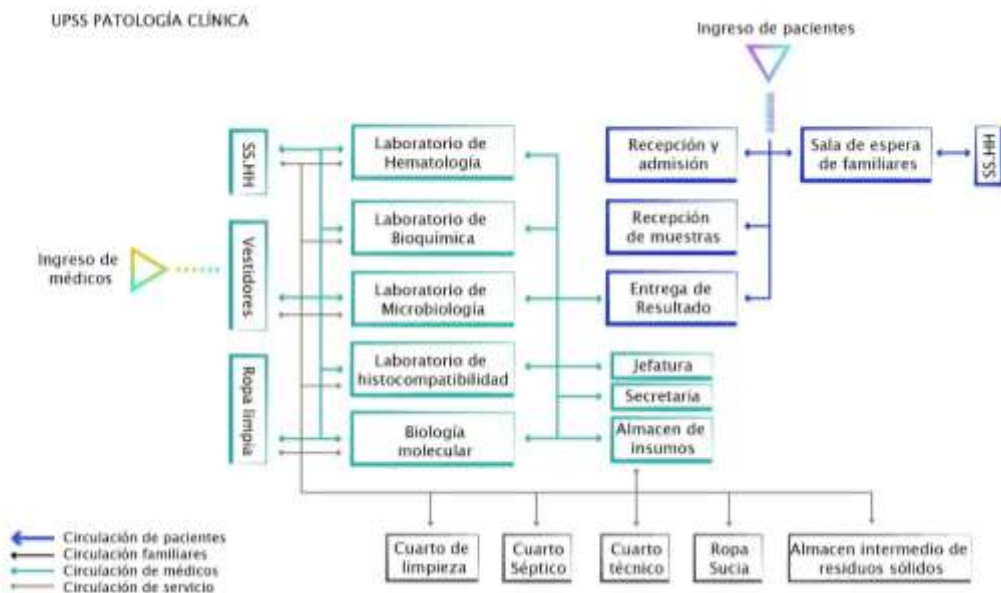 UPSS PATOLOGÍA CLÍNICA
Ingreso de pacientes
SS.HH
Laboratorio de
Hematología
Recepción y
admisión
Sala de espera
de familiares
SS.HH
Laboratorio de
Bioquímica
Recepción
de muestras
Ingreso de
médicos
Vestidores
Laboratorio de
Microbiología
Entrega de
Resultado
Ropa limpia
Laboratorio de
histocompatibilidad
Jefatura
Secretaria
Biología
molecular
Almacen de
insumos
Circulación de pacientes
Circulación familiares
Circulación de médicos
Circulación de servicio
Cuarto de
limpieza
Cuarto
Séptico
Cuarto
técnico
Ropa
Sucia
Almacen intermedio de
residuos sólidos